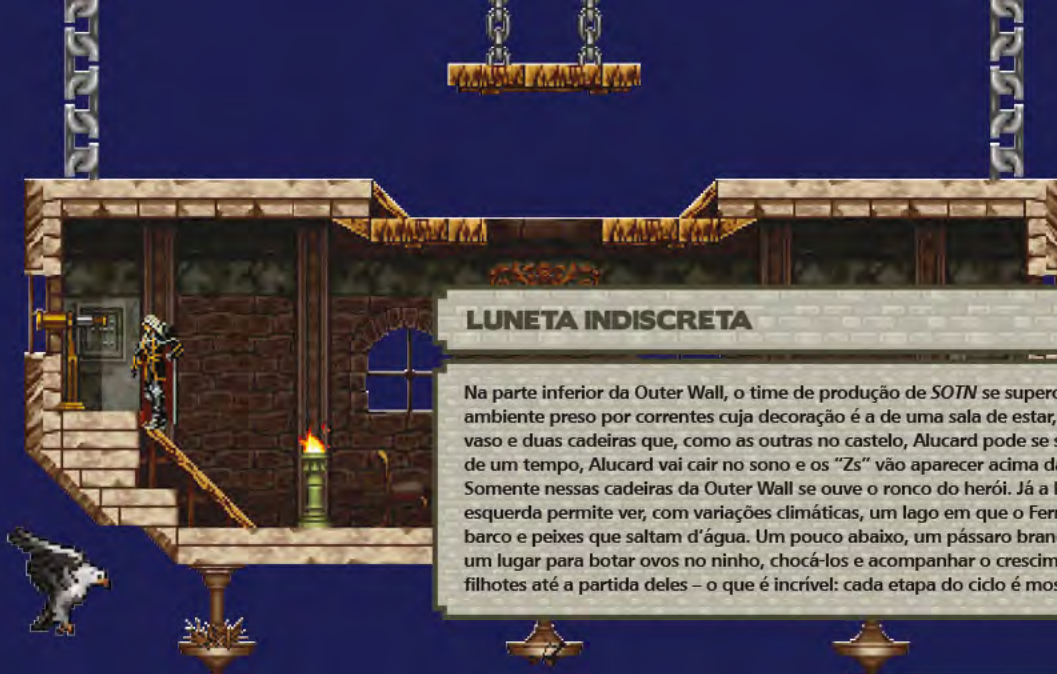 LUNETA INDISCRETA
Na parte inferior da Outer Wall, o time de produção de SOTN se
ambiente preso por correntes cuja decoração é a de uma sala de estar,
vaso e duas cadeiras que, como as outras no castelo, Alucard pode se
de um tempo, Alucard vai cair no sono e os “Zs” vão aparecer acima
Somente nessas cadeiras da Outer Wall se ouve o ronco do herói. Já a
esquerda permite ver, com variações climáticas, um lago em que o
barco e peixes que saltam d’água. Um pouco abaixo, um pássaro
um lugar para botar ovos no ninho, chocá-los e acompanhar o
filhotes até a partida deles – o que é incrível: cada etapa do ciclo é